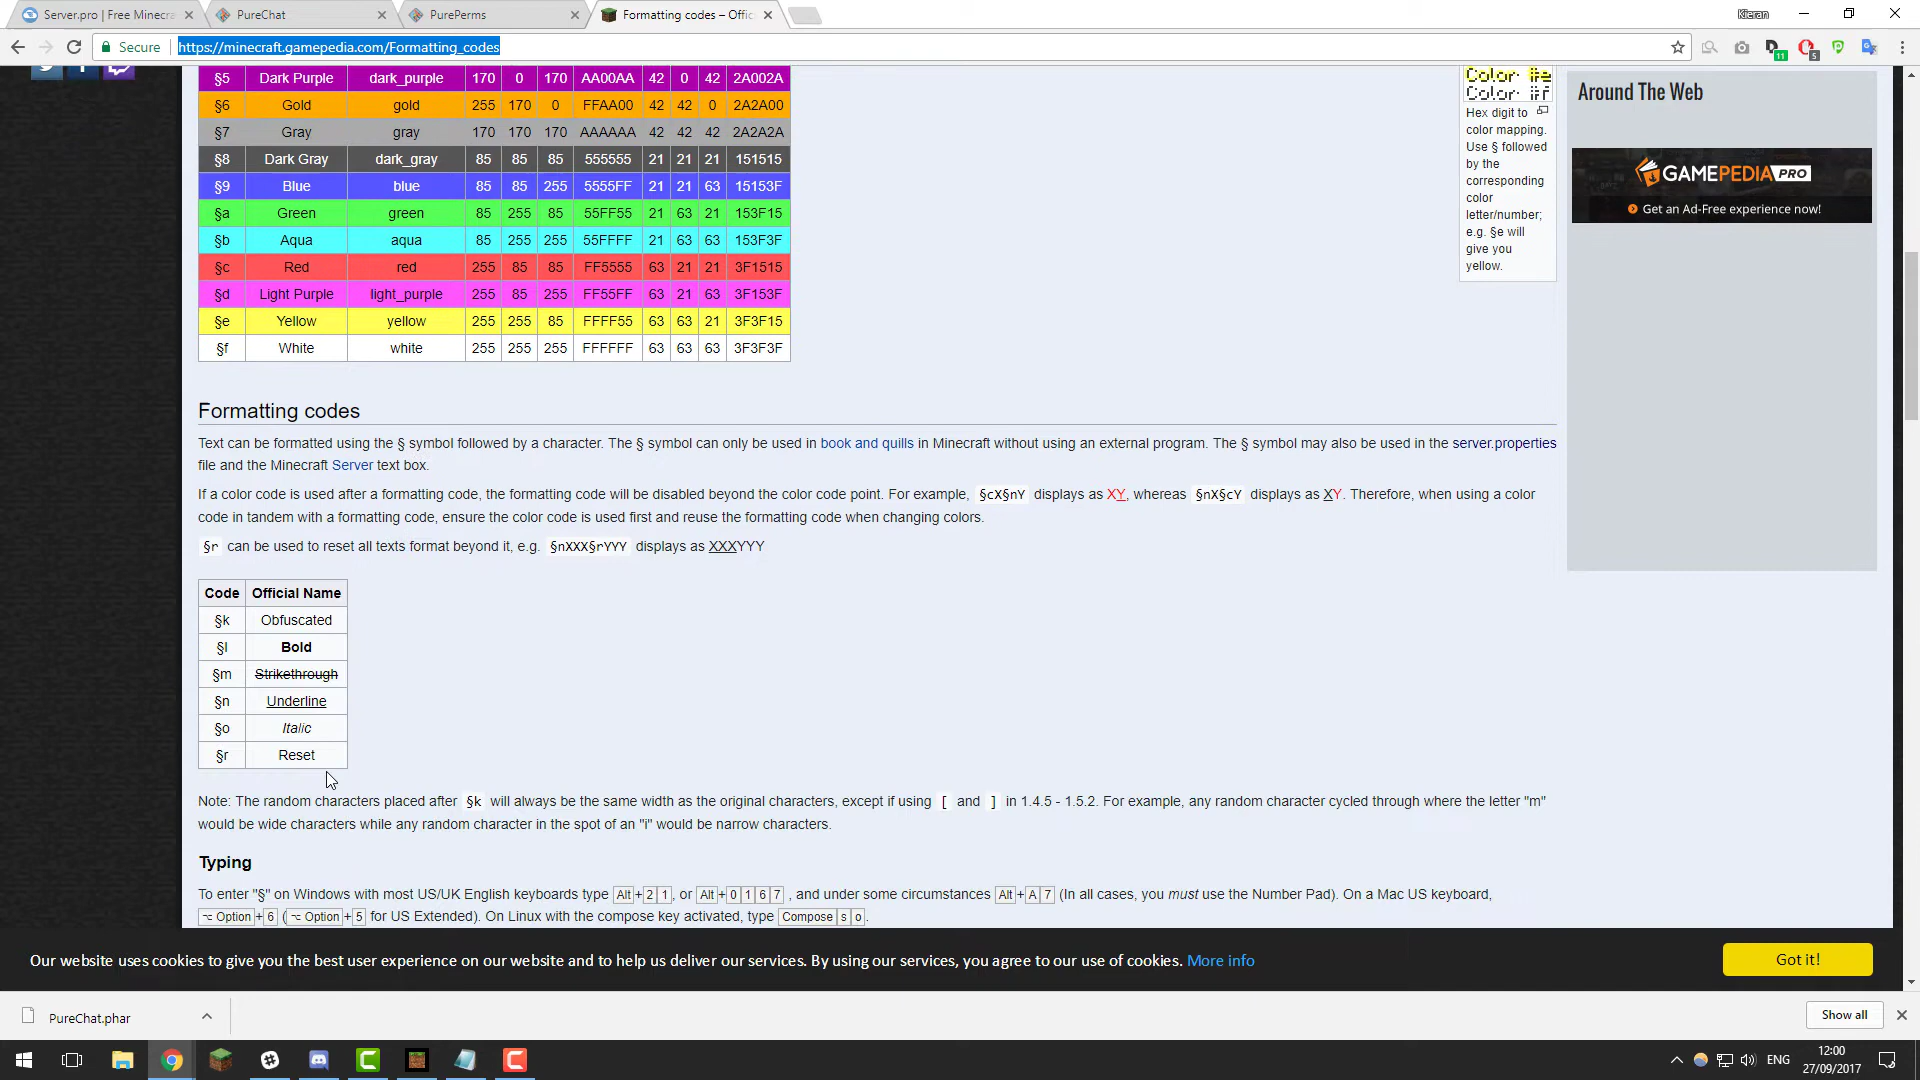 Server.pro | Free Minecra
PureChat
PurePerms
Formatting codes – Offic
Kieran
Secure
https://minecraft.gamepedia.com/Formatting_codes
11
5
§5 Dark Purple dark_purple 170 0 170 AA00AA 42 0 42 2A002A
§6 Gold gold 255 170 0 FFAA00 42 42 0 2A2A00
§7 Gray gray 170 170 170 AAAAAA 42 42 42 2A2A2A
§8 Dark Gray dark_gray 85 85 85 555555 21 21 21 151515
§9 Blue blue 85 85 255 5555FF 21 21 63 15153F
§a Green green 85 255 85 55FF55 21 63 21 153F15
§b Aqua aqua 85 255 255 55FFFF 21 63 63 153F3F
§c Red red 255 85 85 FF5555 63 21 21 3F1515
§d Light Purple light_purple 255 85 255 FF55FF 63 21 63 3F153F
§e Yellow yellow 255 255 85 FFFF55 63 63 21 3F3F15
§f White white 255 255 255 FFFFFF 63 63 63 3F3F3F
Color:
Color:
Hex digit to
color mapping.
Use § followed
by the
corresponding
color
letter/number;
e.g. §e will
give you
yellow.
Around The Web
GAMEPEDIA PRO
Get an Ad-Free experience now!
Formatting codes
Text can be formatted using the § symbol followed by a character. The § symbol can only be used in book and quills in Minecraft without using an external program. The § symbol may also be used in the server.properties
file and the Minecraft Server text box.
If a color code is used after a formatting code, the formatting code will be disabled beyond the color code point. For example, §cX§nY displays as XY, whereas §nX§cY displays as XY. Therefore, when using a color
code in tandem with a formatting code, ensure the color code is used first and reuse the formatting code when changing colors.
§r can be used to reset all texts format beyond it, e.g. §nXXX§rYYY displays as XXXYYY
Code Official Name
§k Obfuscated
§l Bold
§m Strikethrough
§n Underline
§o Italic
§r Reset
Note: The random characters placed after §k will always be the same width as the original characters, except if using [ and ] in 1.4.5 - 1.5.2. For example, any random character cycled through where the letter "m"
would be wide characters while any random character in the spot of an "i" would be narrow characters.
Typing
To enter "§" on Windows with most US/UK English keyboards type Alt+2 1, or Alt+0 1 6 7 , and under some circumstances Alt+A 7 (In all cases, you must use the Number Pad). On a Mac US keyboard,
⌥ Option+6 (⌥ Option+5 for US Extended). On Linux with the compose key activated, type Compose s o.
Our website uses cookies to give you the best user experience on our website and to help us deliver our services. By using our services, you agree to our use of cookies. More info
Got it!
PureChat.phar
Show all
ENG
12:00
27/09/2017